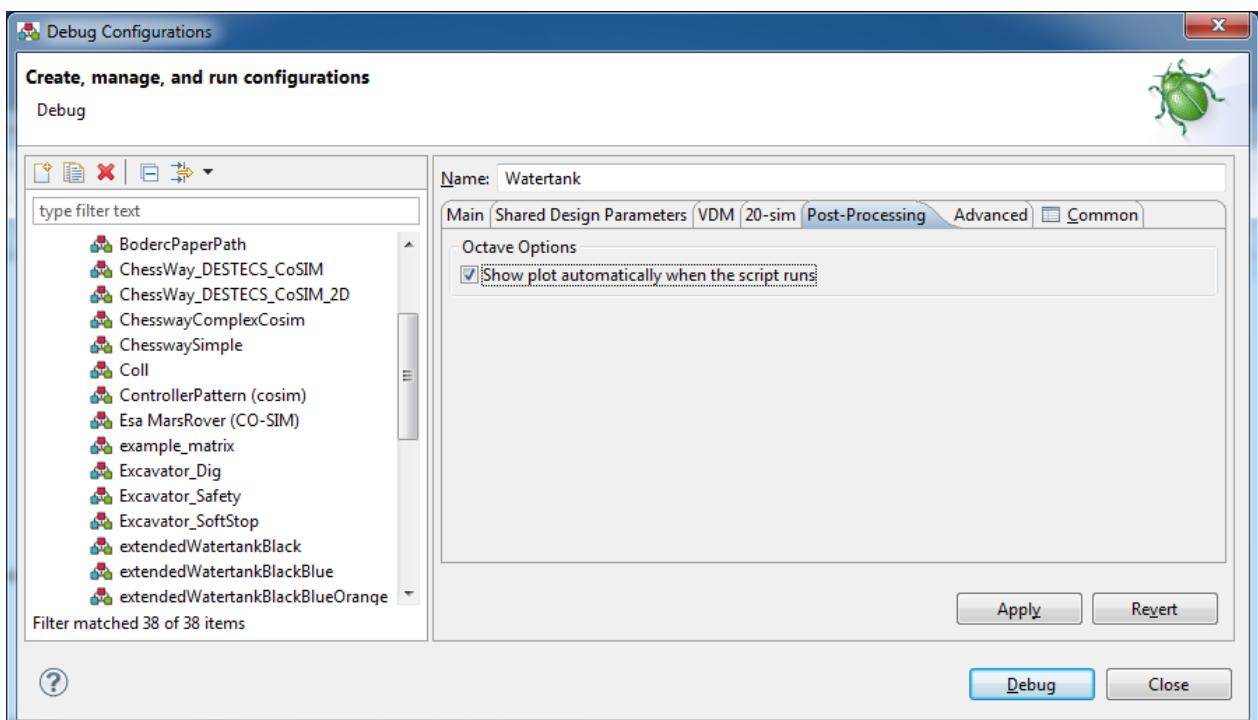 Debug Configurations
Create, manage, and run configurations
Debug
type filter text
BodercPaperPath
ChessWay_DESTECS_CoSIM
ChessWay_DESTECS_CoSIM_2D
ChesswayComplexCosim
ChesswaySimple
Coll
ControllerPattern (cosim)
Esa MarsRover (CO-SIM)
example_matrix
Excavator_Dig
Excavator_Safety
Excavator_SoftStop
extendedWatertankBlack
extendedWatertankBlackBlue
extendedWatertankBlackBlueOrange
Filter matched 38 of 38 items
Name: Watertank
Main Shared Design Parameters VDM 20-sim Post-Processing Advanced Common
Octave Options
Show plot automatically when the script runs
Apply Revert
? Debug Close